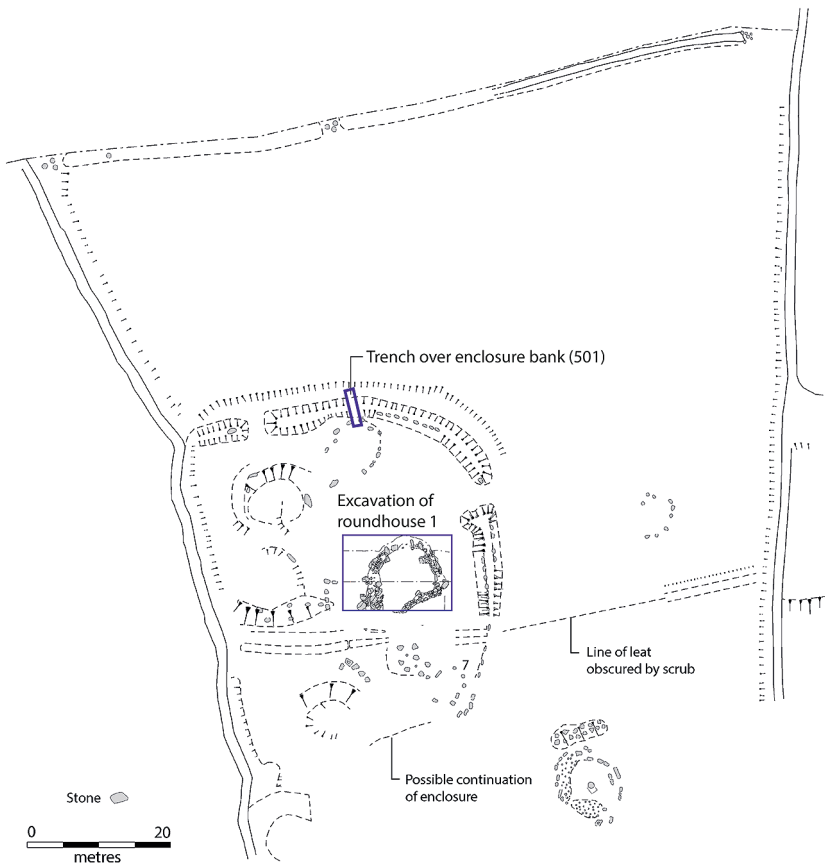 Trench over enclosure bank (501)
Excavation of
roundhouse 1
Line of leat
obscured by scrub
7
Possible continuation
of enclosure
Stone
0 20
metres